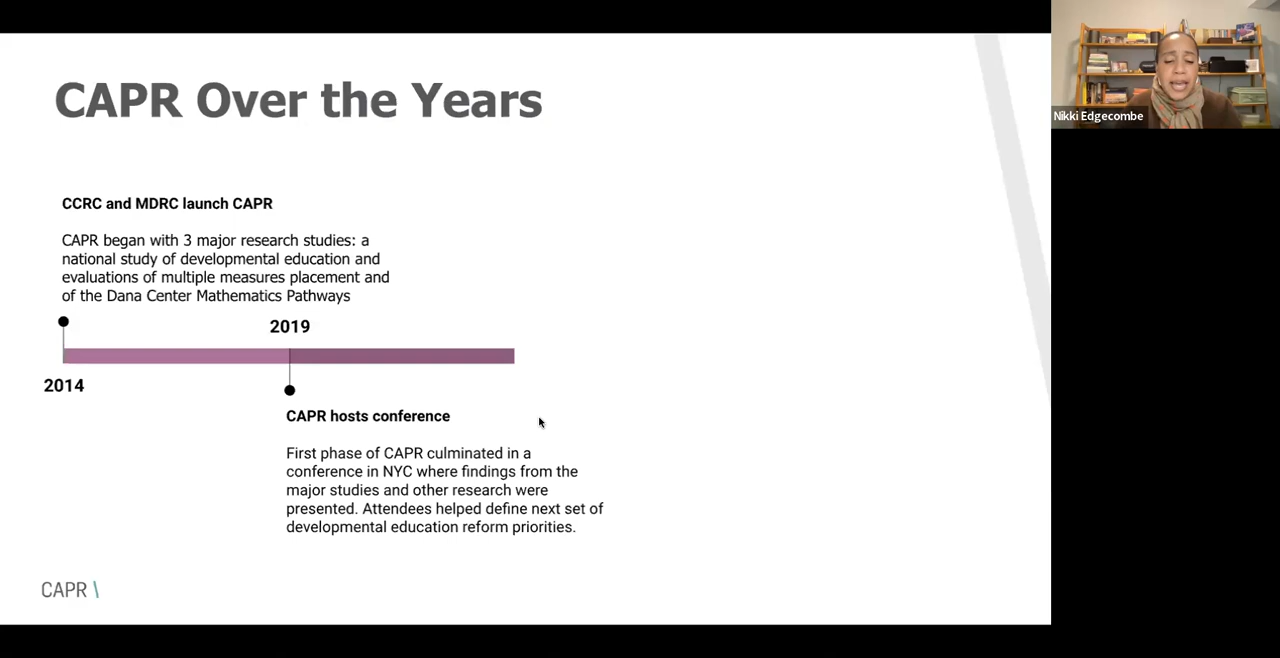 CAPR Over the Years
Nikki Edgecombe
CCRC and MDRC launch CAPR
CAPR began with 3 major research studies: a
national study of developmental education and
evaluations of multiple measures placement and
of the Dana Center Mathematics Pathways
2019
2014
CAPR hosts conference
First phase of CAPR culminated in a
conference in NYC where findings from the
major studies and other research were
presented. Attendees helped define next set of
developmental education reform priorities.
CAPR \